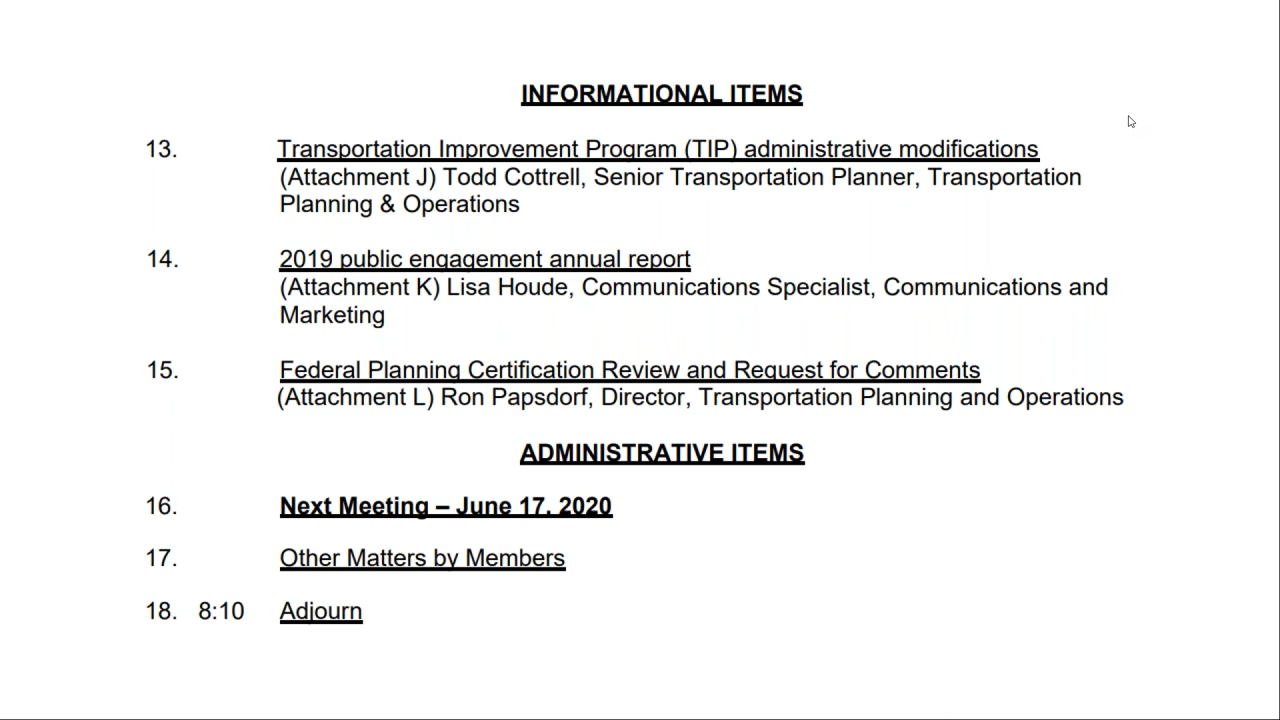 INFORMATIONAL ITEMS
13. Transportation Improvement Program (TIP) administrative modifications
(Attachment J) Todd Cottrell, Senior Transportation Planner, Transportation
Planning & Operations
14. 2019 public engagement annual report
(Attachment K) Lisa Houde, Communications Specialist, Communications and
Marketing
15. Federal Planning Certification Review and Request for Comments
(Attachment L) Ron Papsdorf, Director, Transportation Planning and Operations
ADMINISTRATIVE ITEMS
16. Next Meeting – June 17, 2020
17. Other Matters by Members
18. 8:10 Adjourn